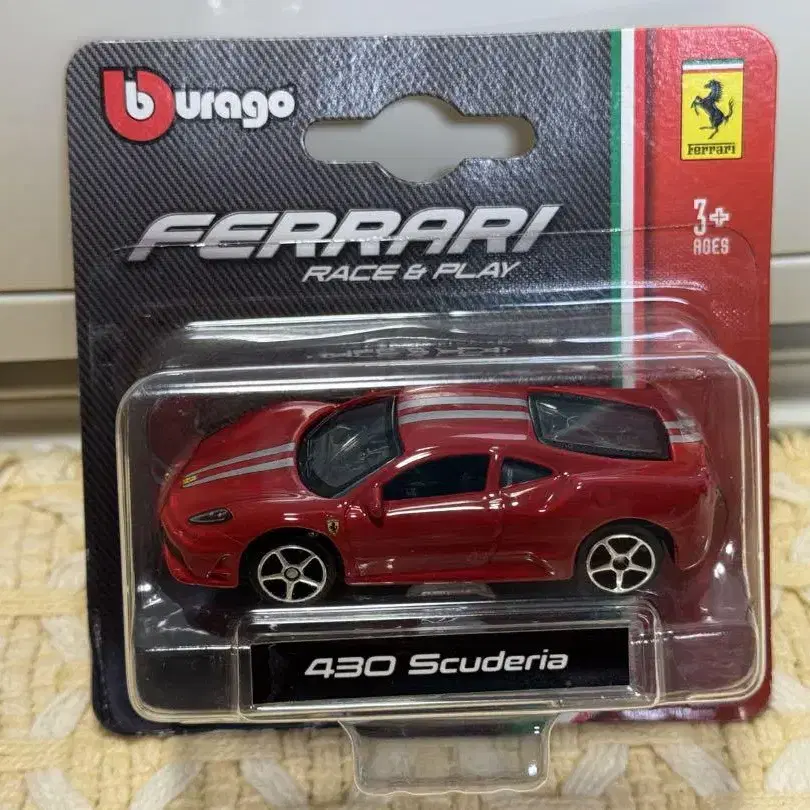 burago
Ferrari
FERRARI
RACE & PLAY
3+
AGES
430 Scuderia